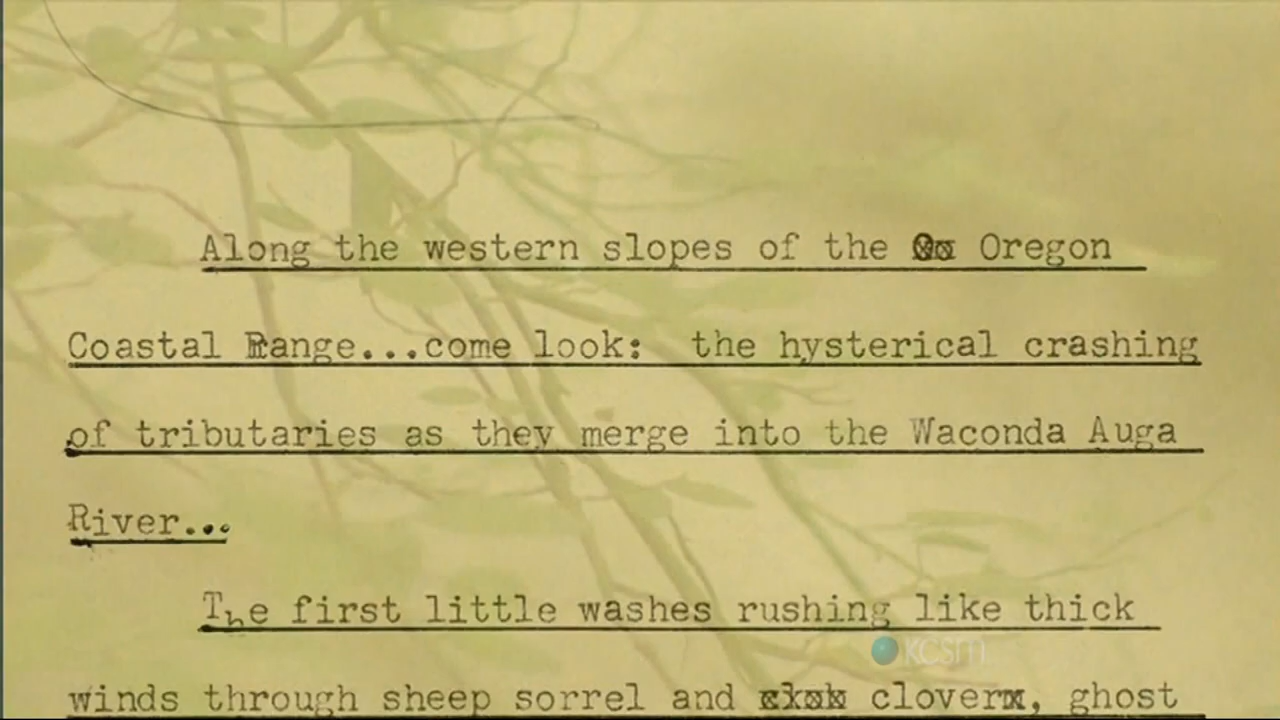 Along the western slopes of the Oregon
Coastal Range...come look: the hysterical crashing
of tributaries as they merge into the Waconda Auga
River...
The first little washes rushing like thick
KCSM
winds through sheep sorrel and clover, ghost